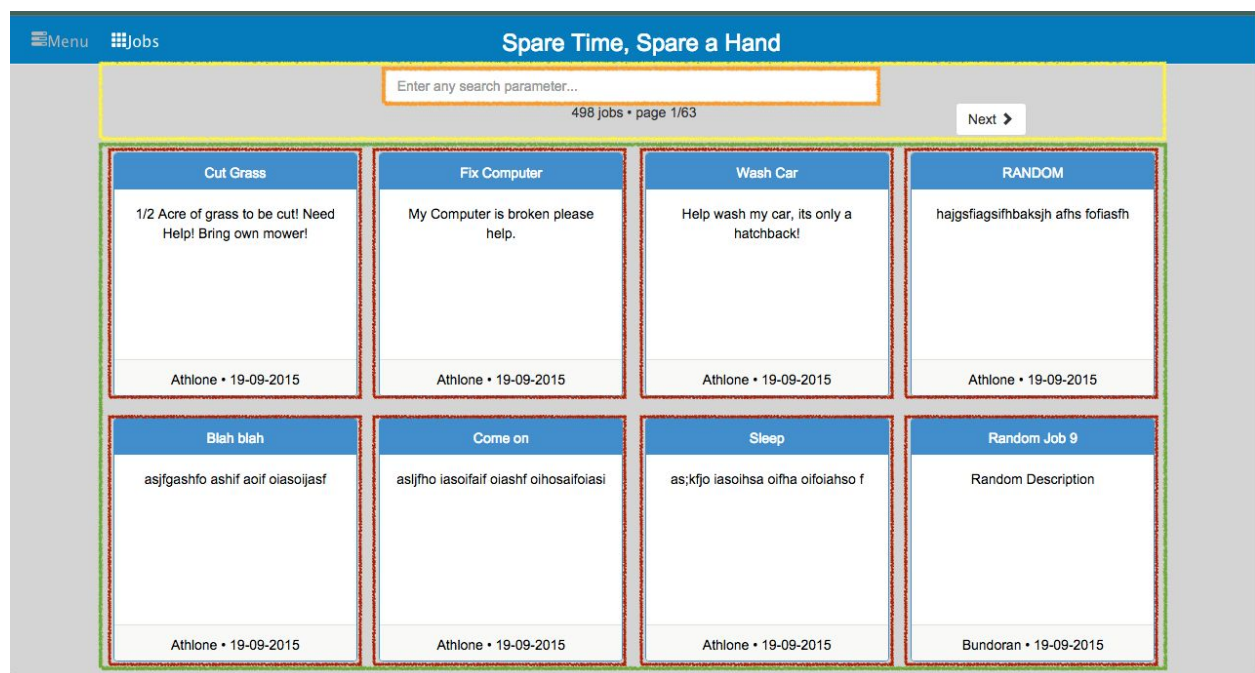 Menu Jobs Spare Time, Spare a Hand
Enter any search parameter...
498 jobs • page 1/63
Next
Cut Grass
1/2 Acre of grass to be cut! Need
Help! Bring own mower!
Athlone • 19-09-2015
Fix Computer
My Computer is broken please
help.
Athlone • 19-09-2015
Wash Car
Help wash my car, its only a
hatchback!
Athlone • 19-09-2015
RANDOM
hajgsfiagsifhbaksjh afhs fofiasfh
Athlone • 19-09-2015
Blah blah
asjfgashfo ashif aoif oiasoijasf
Athlone • 19-09-2015
Come on
asljfho iasoifaif oiashf oihosaifoiasi
Athlone • 19-09-2015
Sleep
as;kfjo iasoihsa oifha oifoiahso f
Athlone • 19-09-2015
Random Job 9
Random Description
Bundoran • 19-09-2015